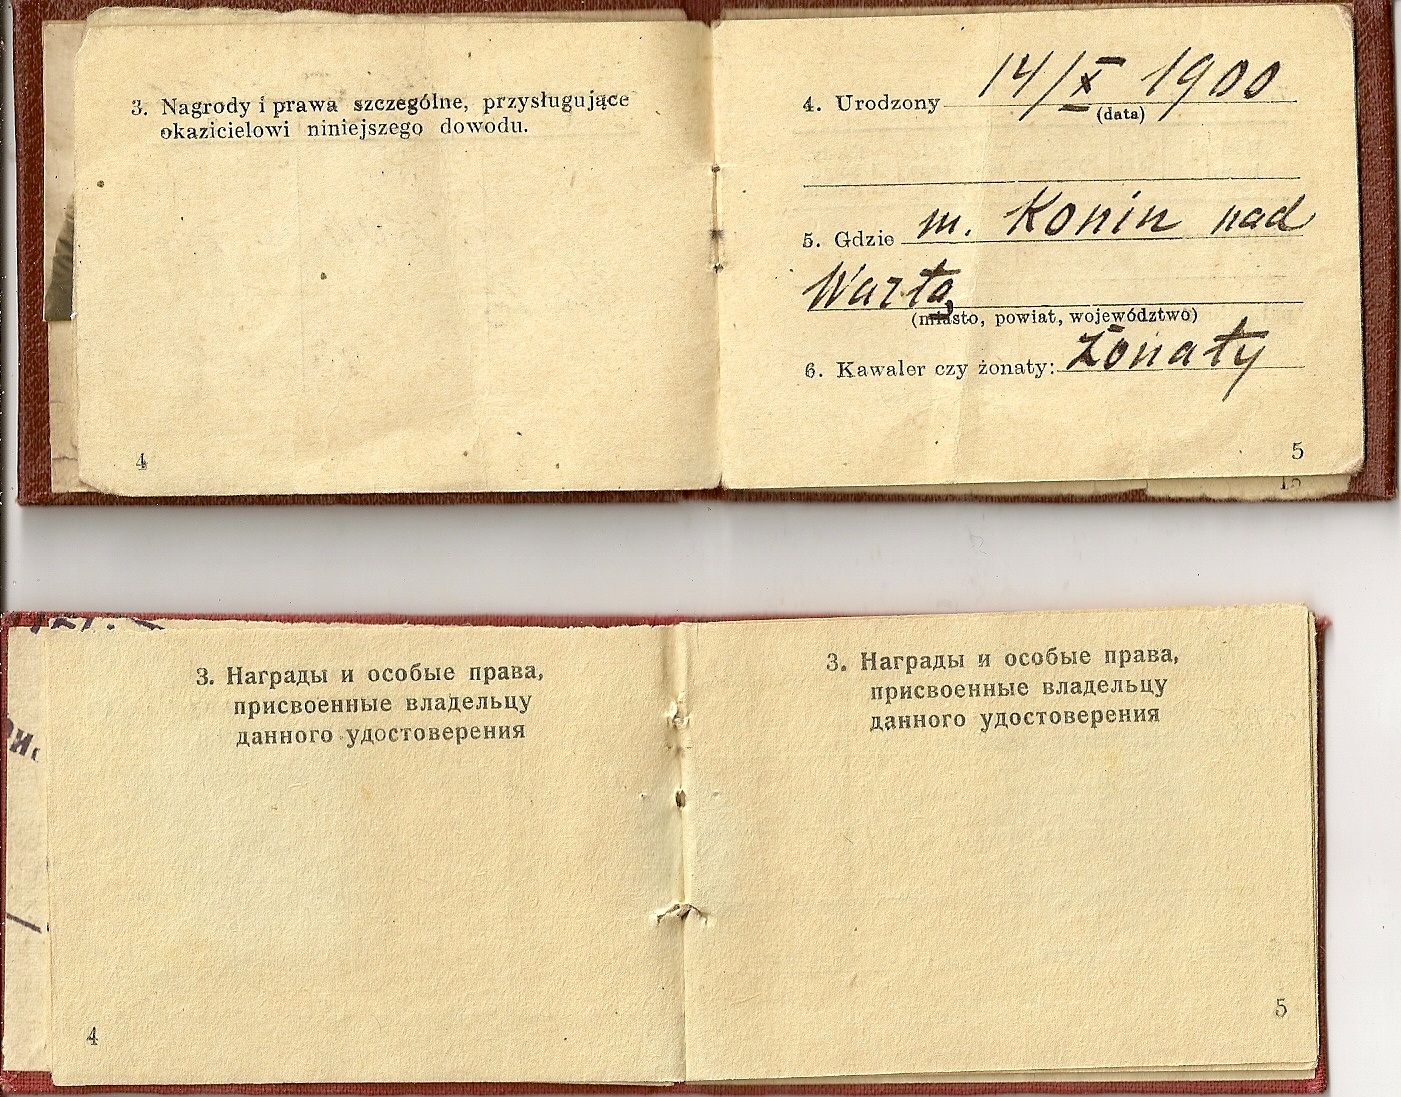 3. Nagrody i prawa szczególne, przysługujące
okazicielowi niniejszego dowodu.
4
4. Urodzony 14/X 1900
(data)
5. Gdzie m. Konin nad
Wartą
(miasto, powiat, województwo)
6. Kawaler czy żonaty: Żonaty
5
3. Награды и особые права,
присвоенные владельцу
данного удостоверения
4
3. Награды и особые права,
присвоенные владельцу
данного удостоверения
5